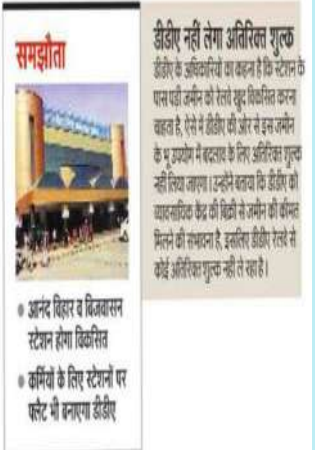 समझौता
आनंद विहार व बिजवासन
स्टेशन होगा विकसित
कर्मियों के लिए स्टेशनों पर
फ्लैट भी बनाएगा डीडीए
डीडीए नहीं लेगा अतिरिक्त शुल्क
डीडीए के अधिकारियों का कहना है कि स्टेशन के
पास पड़ी जमीन को रेलवे खुद विकसित करना
चाहता है, ऐसे में डीडीए की ओर से इस जमीन
के भू उपयोग में बदलाव के लिए अतिरिक्त शुल्क
नहीं लिया जाएगा। उन्होंने बताया कि डीडीए को
व्यावसायिक केंद्र की बिक्री से जमीन की कीमत
मिलने की संभावना है, इसलिए डीडीए रेलवे से
कोई अतिरिक्त शुल्क नहीं ले रहा है।